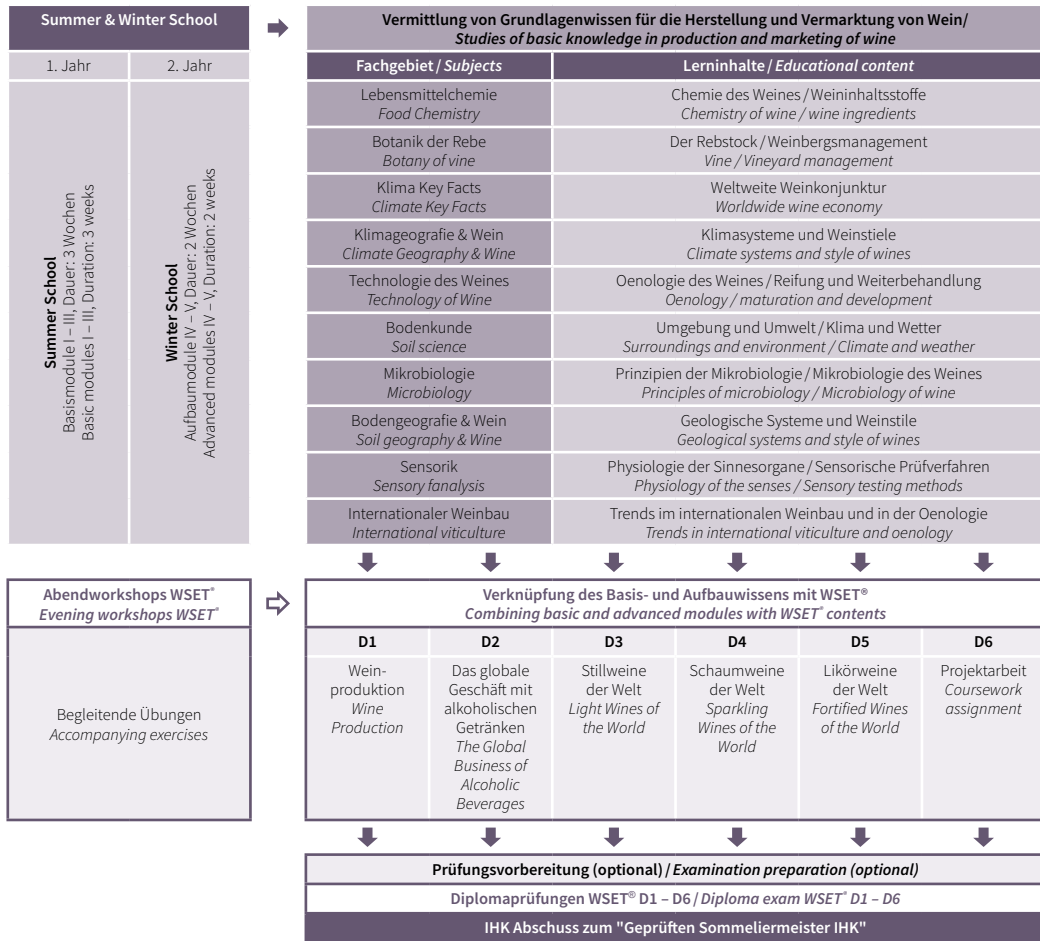 Summer & Winter School
1. Jahr
2. Jahr
Summer School
Basismodule I – III, Dauer: 3 Wochen
Basic modules I – III, Duration: 3 weeks
Winter School
Aufbaumodule IV – V, Dauer: 2 Wochen
Advanced modules IV – V, Duration: 2 weeks
Vermittlung von Grundlagenwissen für die Herstellung und Vermarktung von Wein/
Studies of basic knowledge in production and marketing of wine
Fachgebiet / Subjects
Lerninhalte / Educational content
Lebensmittelchemie
Food Chemistry
Chemie des Weines / Weininhaltsstoffe
Chemistry of wine / wine ingredients
Botanik der Rebe
Botany of vine
Der Rebstock / Weinbergsmanagement
Vine / Vineyard management
Klima Key Facts
Climate Key Facts
Weltweite Weinkonjunktur
Worldwide wine economy
Klimageografie & Wein
Climate Geography & Wine
Klimasysteme und Weinstiele
Climate systems and style of wines
Technologie des Weines
Technology of Wine
Oenologie des Weines / Reifung und Weiterbehandlung
Oenology / maturation and development
Bodenkunde
Soil science
Umgebung und Umwelt / Klima und Wetter
Surroundings and environment / Climate and weather
Mikrobiologie
Microbiology
Prinzipien der Mikrobiologie / Mikrobiologie des Weines
Principles of microbiology / Microbiology of wine
Bodengeografie & Wein
Soil geography & Wine
Geologische Systeme und Weinstile
Geological systems and style of wines
Sensorik
Sensory fanalysis
Physiologie der Sinnesorgane / Sensorische Prüfverfahren
Physiology of the senses / Sensory testing methods
Internationaler Weinbau
International viticulture
Trends im internationalen Weinbau und in der Oenologie
Trends in international viticulture and oenology
Abendworkshops WSET®
Evening workshops WSET®
Begleitende Übungen
Accompanying exercises
Verknüpfung des Basis- und Aufbauwissens mit WSET®
Combining basic and advanced modules with WSET® contents
D1
Wein-
produktion
Wine
Production
D2
Das globale
Geschäft mit
alkoholischen
Getränken
The Global
Business of
Alcoholic
Beverages
D3
Stillweine
der Welt
Light Wines of
the World
D4
Schaumweine
der Welt
Sparkling
Wines of the
World
D5
Likörweine
der Welt
Fortified Wines
of the World
D6
Projektarbeit
Coursework
assignment
Prüfungsvorbereitung (optional) / Examination preparation (optional)
Diplomaprüfungen WSET® D1 – D6 / Diploma exam WSET® D1 – D6
IHK Abschuss zum "Geprüften Sommeliermeister IHK"